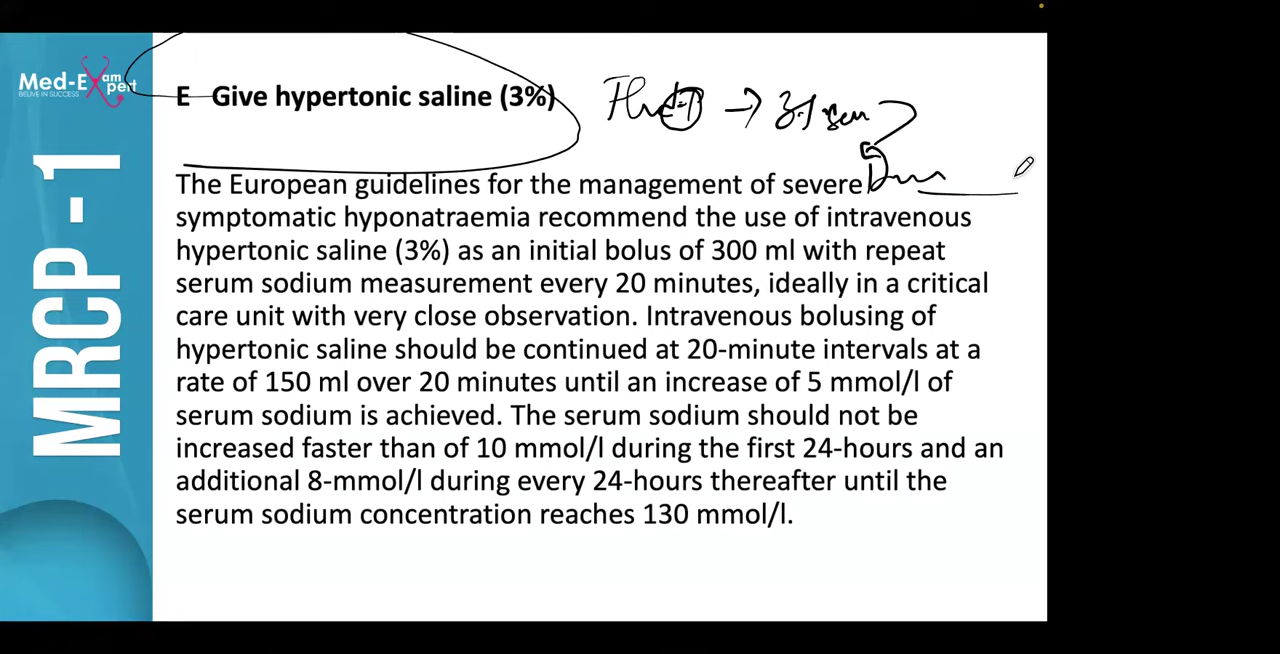 Med-Exam
Expert
BELIVE IN SUCCESS
MRCP - 1
E Give hypertonic saline (3%)
The European guidelines for the management of severe
symptomatic hyponatraemia recommend the use of intravenous
hypertonic saline (3%) as an initial bolus of 300 ml with repeat
serum sodium measurement every 20 minutes, ideally in a critical
care unit with very close observation. Intravenous bolusing of
hypertonic saline should be continued at 20-minute intervals at a
rate of 150 ml over 20 minutes until an increase of 5 mmol/l of
serum sodium is achieved. The serum sodium should not be
increased faster than of 10 mmol/l during the first 24-hours and an
additional 8-mmol/l during every 24-hours thereafter until the
serum sodium concentration reaches 130 mmol/l.